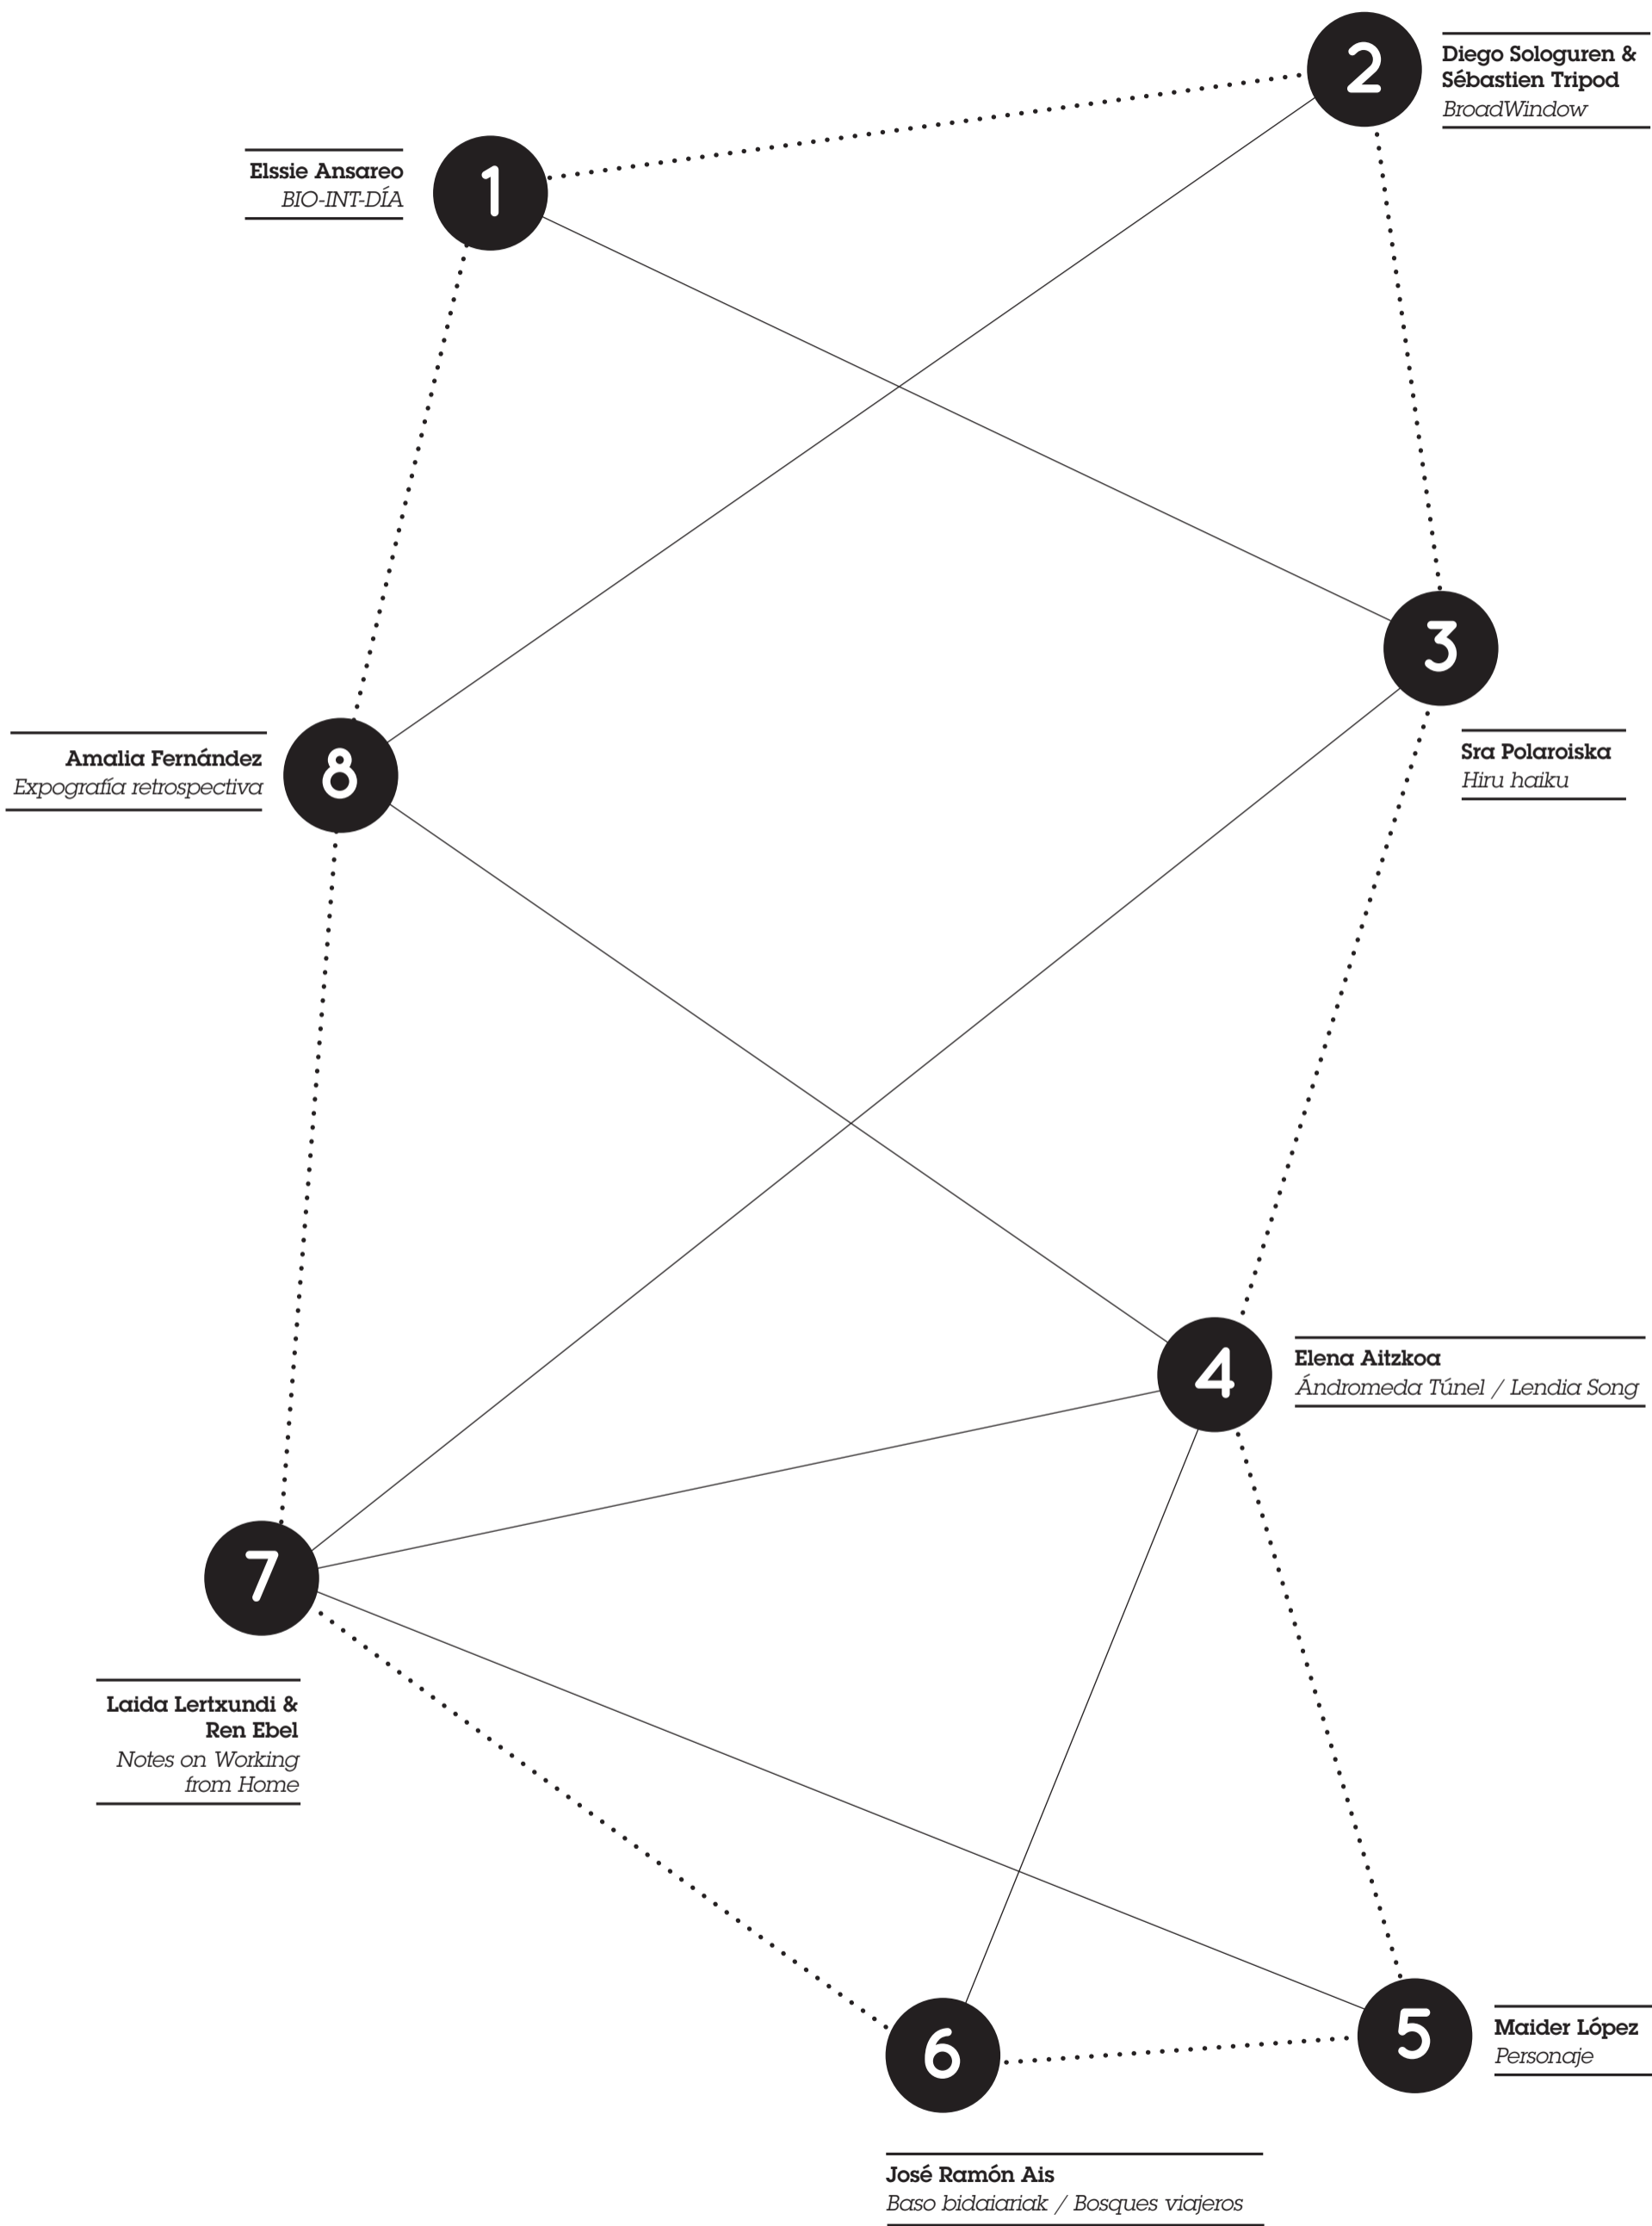 2
Diego Sologuren &
Sébastien Tripod
BroadWindow
1
Elssie Ansareo
BIO-INT-DÍA
3
Sra Polaroiska
Hiru haiku
8
Amalia Fernández
Expografía retrospectiva
4
Elena Aitzkoa
Ándromeda Túnel / Lendia Song
7
Laida Lertxundi &
Ren Ebel
Notes on Working
from Home
5
Maider López
Personaje
6
José Ramón Ais
Baso bidaiariak / Bosques viajeros